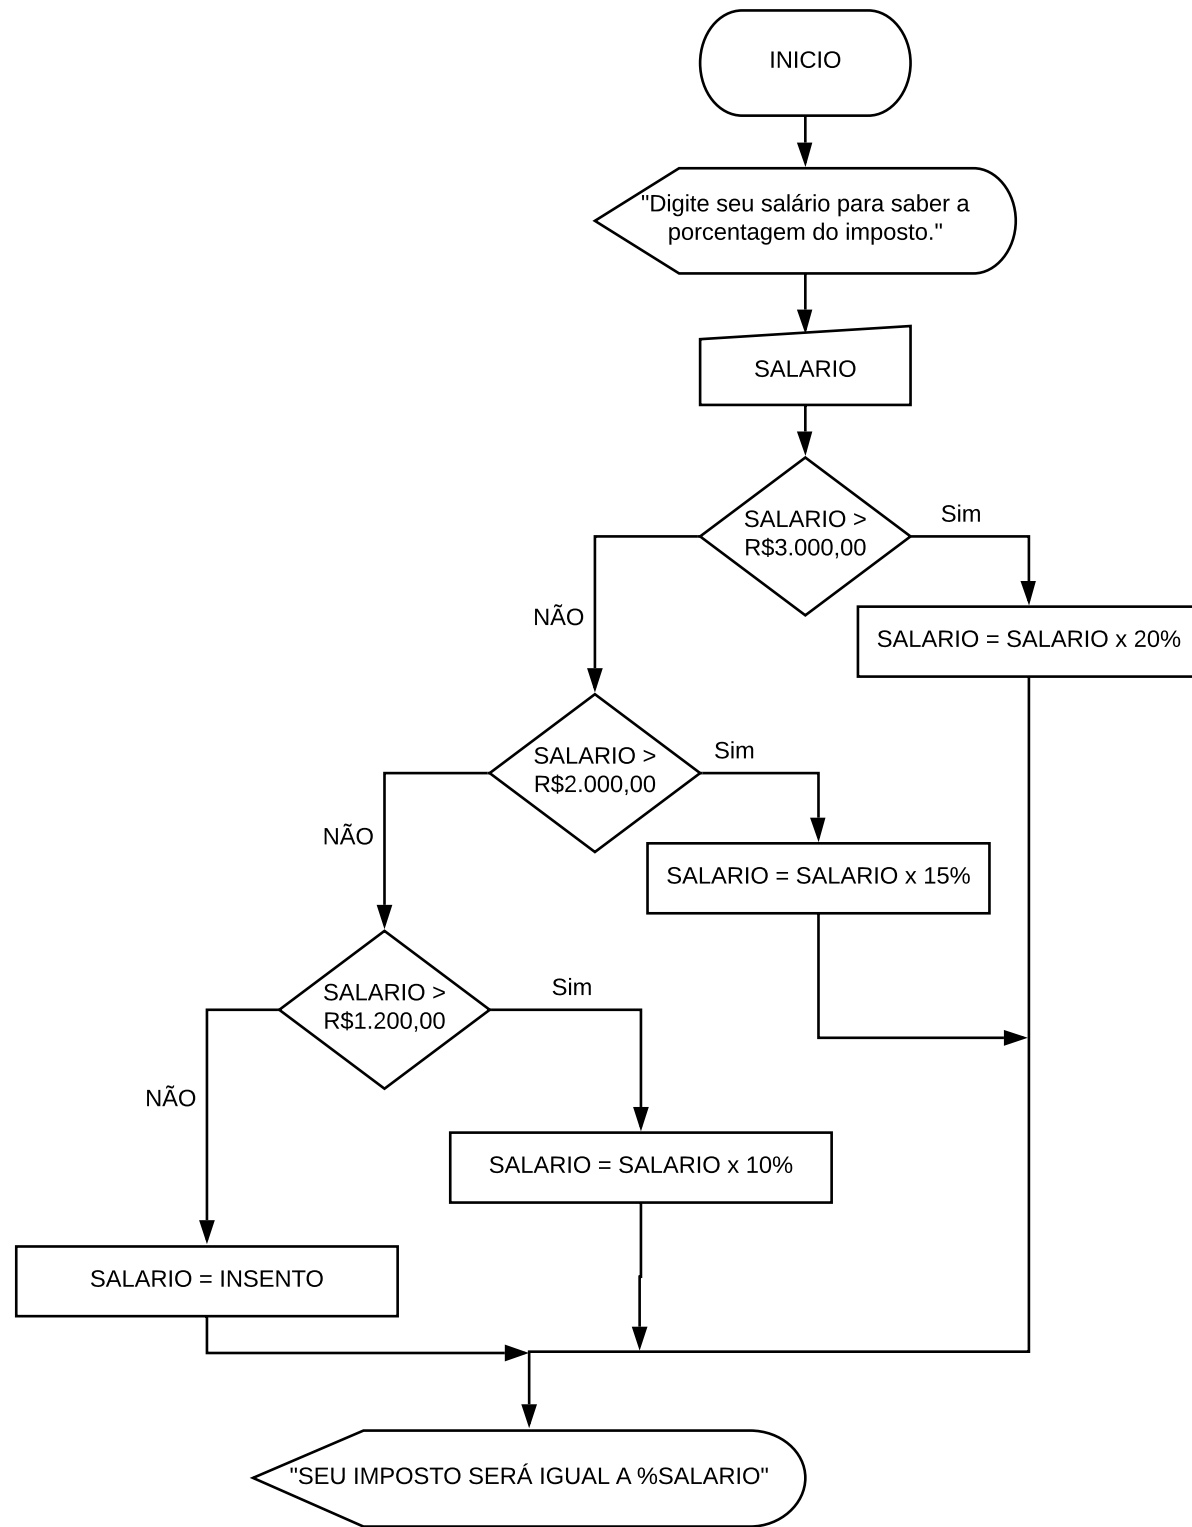 INICIO
"Digite seu salário para saber a
porcentagem do imposto."
SALARIO
SALARIO >
R$3.000,00
Sim
NÃO
SALARIO = SALARIO x 20%
SALARIO >
R$2.000,00
Sim
NÃO
SALARIO = SALARIO x 15%
SALARIO >
R$1.200,00
Sim
NÃO
SALARIO = SALARIO x 10%
SALARIO = INSENTO
"SEU IMPOSTO SERÁ IGUAL A %SALARIO"